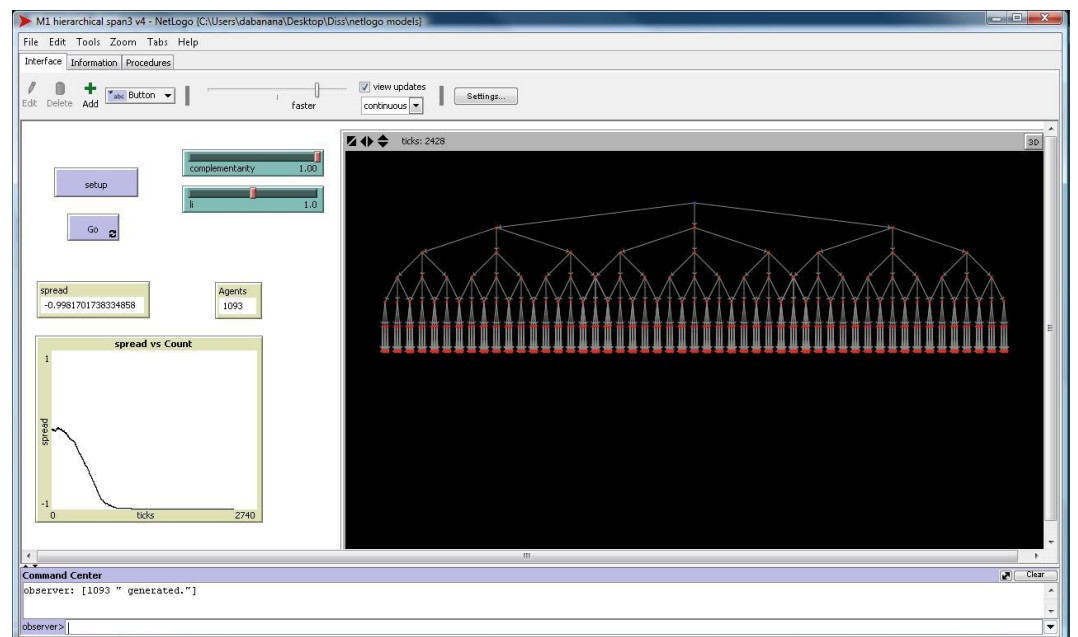 M1 hierarchical span3 v4 - NetLogo {C:\Users\dabanana\Desktop\Diss\netlogo models}
File Edit Tools Zoom Tabs Help
Interface Information Procedures
Edit Delete Add abc Button faster view updates continuous Settings...
ticks: 2428 3D
complementarity 1.00
setup
li 1.0
Go
spread
-0.9981701738334858
Agents
1093
spread vs Count
1
spread
-1
0 ticks 2740
Command Center Clear
observer: [1093 " generated."]
observer>